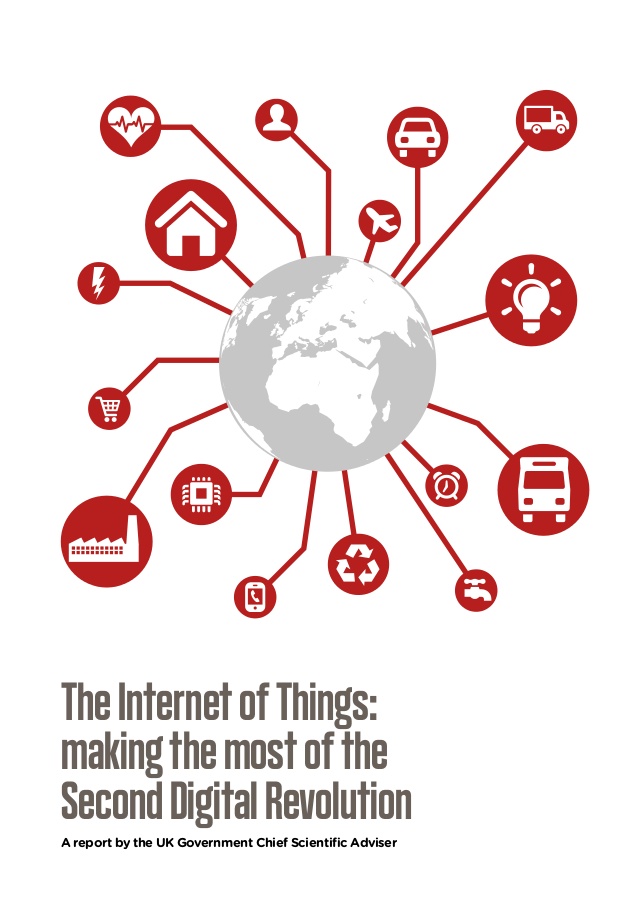 The Internet of Things:
making the most of the
Second Digital Revolution
A report by the UK Government Chief Scientific Adviser